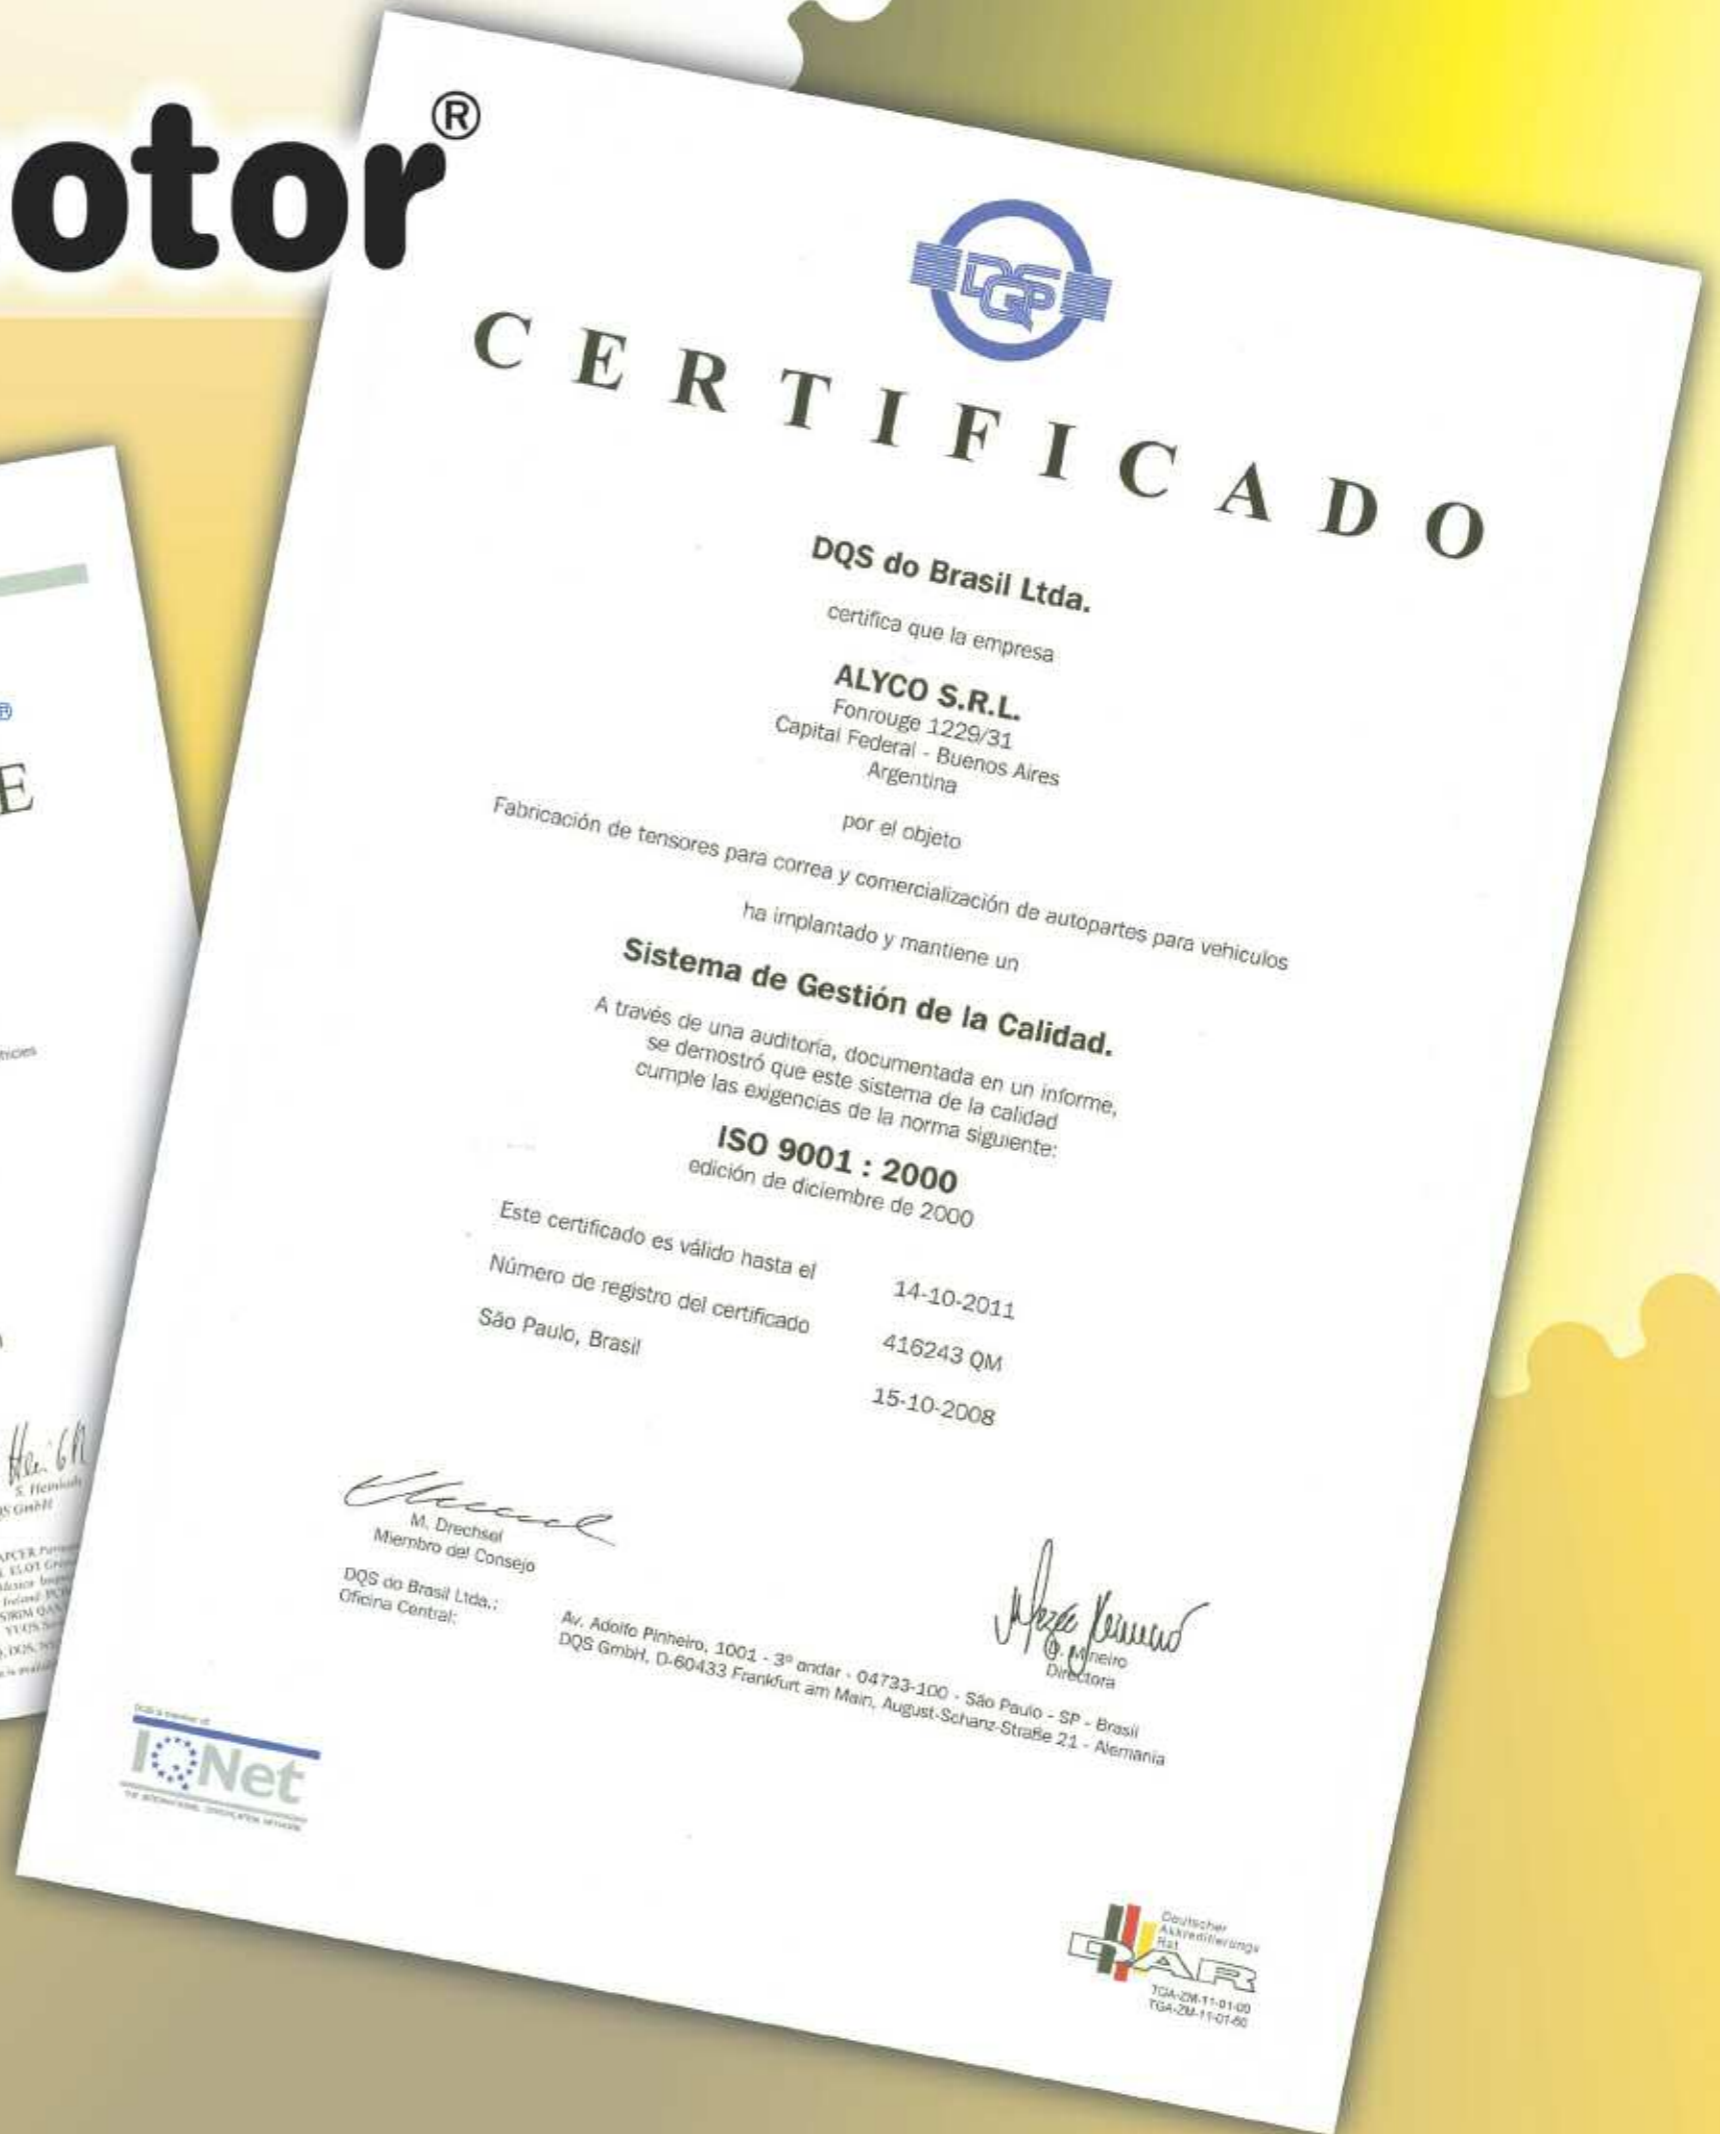 otor®
CERTIFICADO
DQS do Brasil Ltda.
certifica que la empresa
ALYCO S.R.L.
Fonrouge 1229/31
Capital Federal - Buenos Aires
Argentina
por el objeto
Fabricación de tensores para correa y comercialización de autopartes para vehiculos
ha implantado y mantiene un
Sistema de Gestión de la Calidad.
A través de una auditoría, documentada en un informe,
se demostró que este sistema de la calidad
cumple las exigencias de la norma siguiente:
ISO 9001 : 2000
edición de diciembre de 2000
Este certificado es válido hasta el 14-10-2011
Número de registro del certificado 416243 QM
São Paulo, Brasil 15-10-2008
M. Drechsel
Miembro del Consejo
Mineiro
Directora
DQS do Brasil Ltda.: Av. Adolfo Pinheiro, 1001 - 3º andar - 04733-100 - São Paulo - SP - Brasil
Oficina Central: DQS GmbH, D-60433 Frankfurt am Main, August-Schanz-Straße 21 - Alemania
IQNet
THE INTERNATIONAL CERTIFICATION NETWORK
Deutscher
Akkreditierungs
Rat
DAR
TGA-ZM-11-01-00
TGA-ZM-11-01-60
®
E
S. Heinloth
GmbH